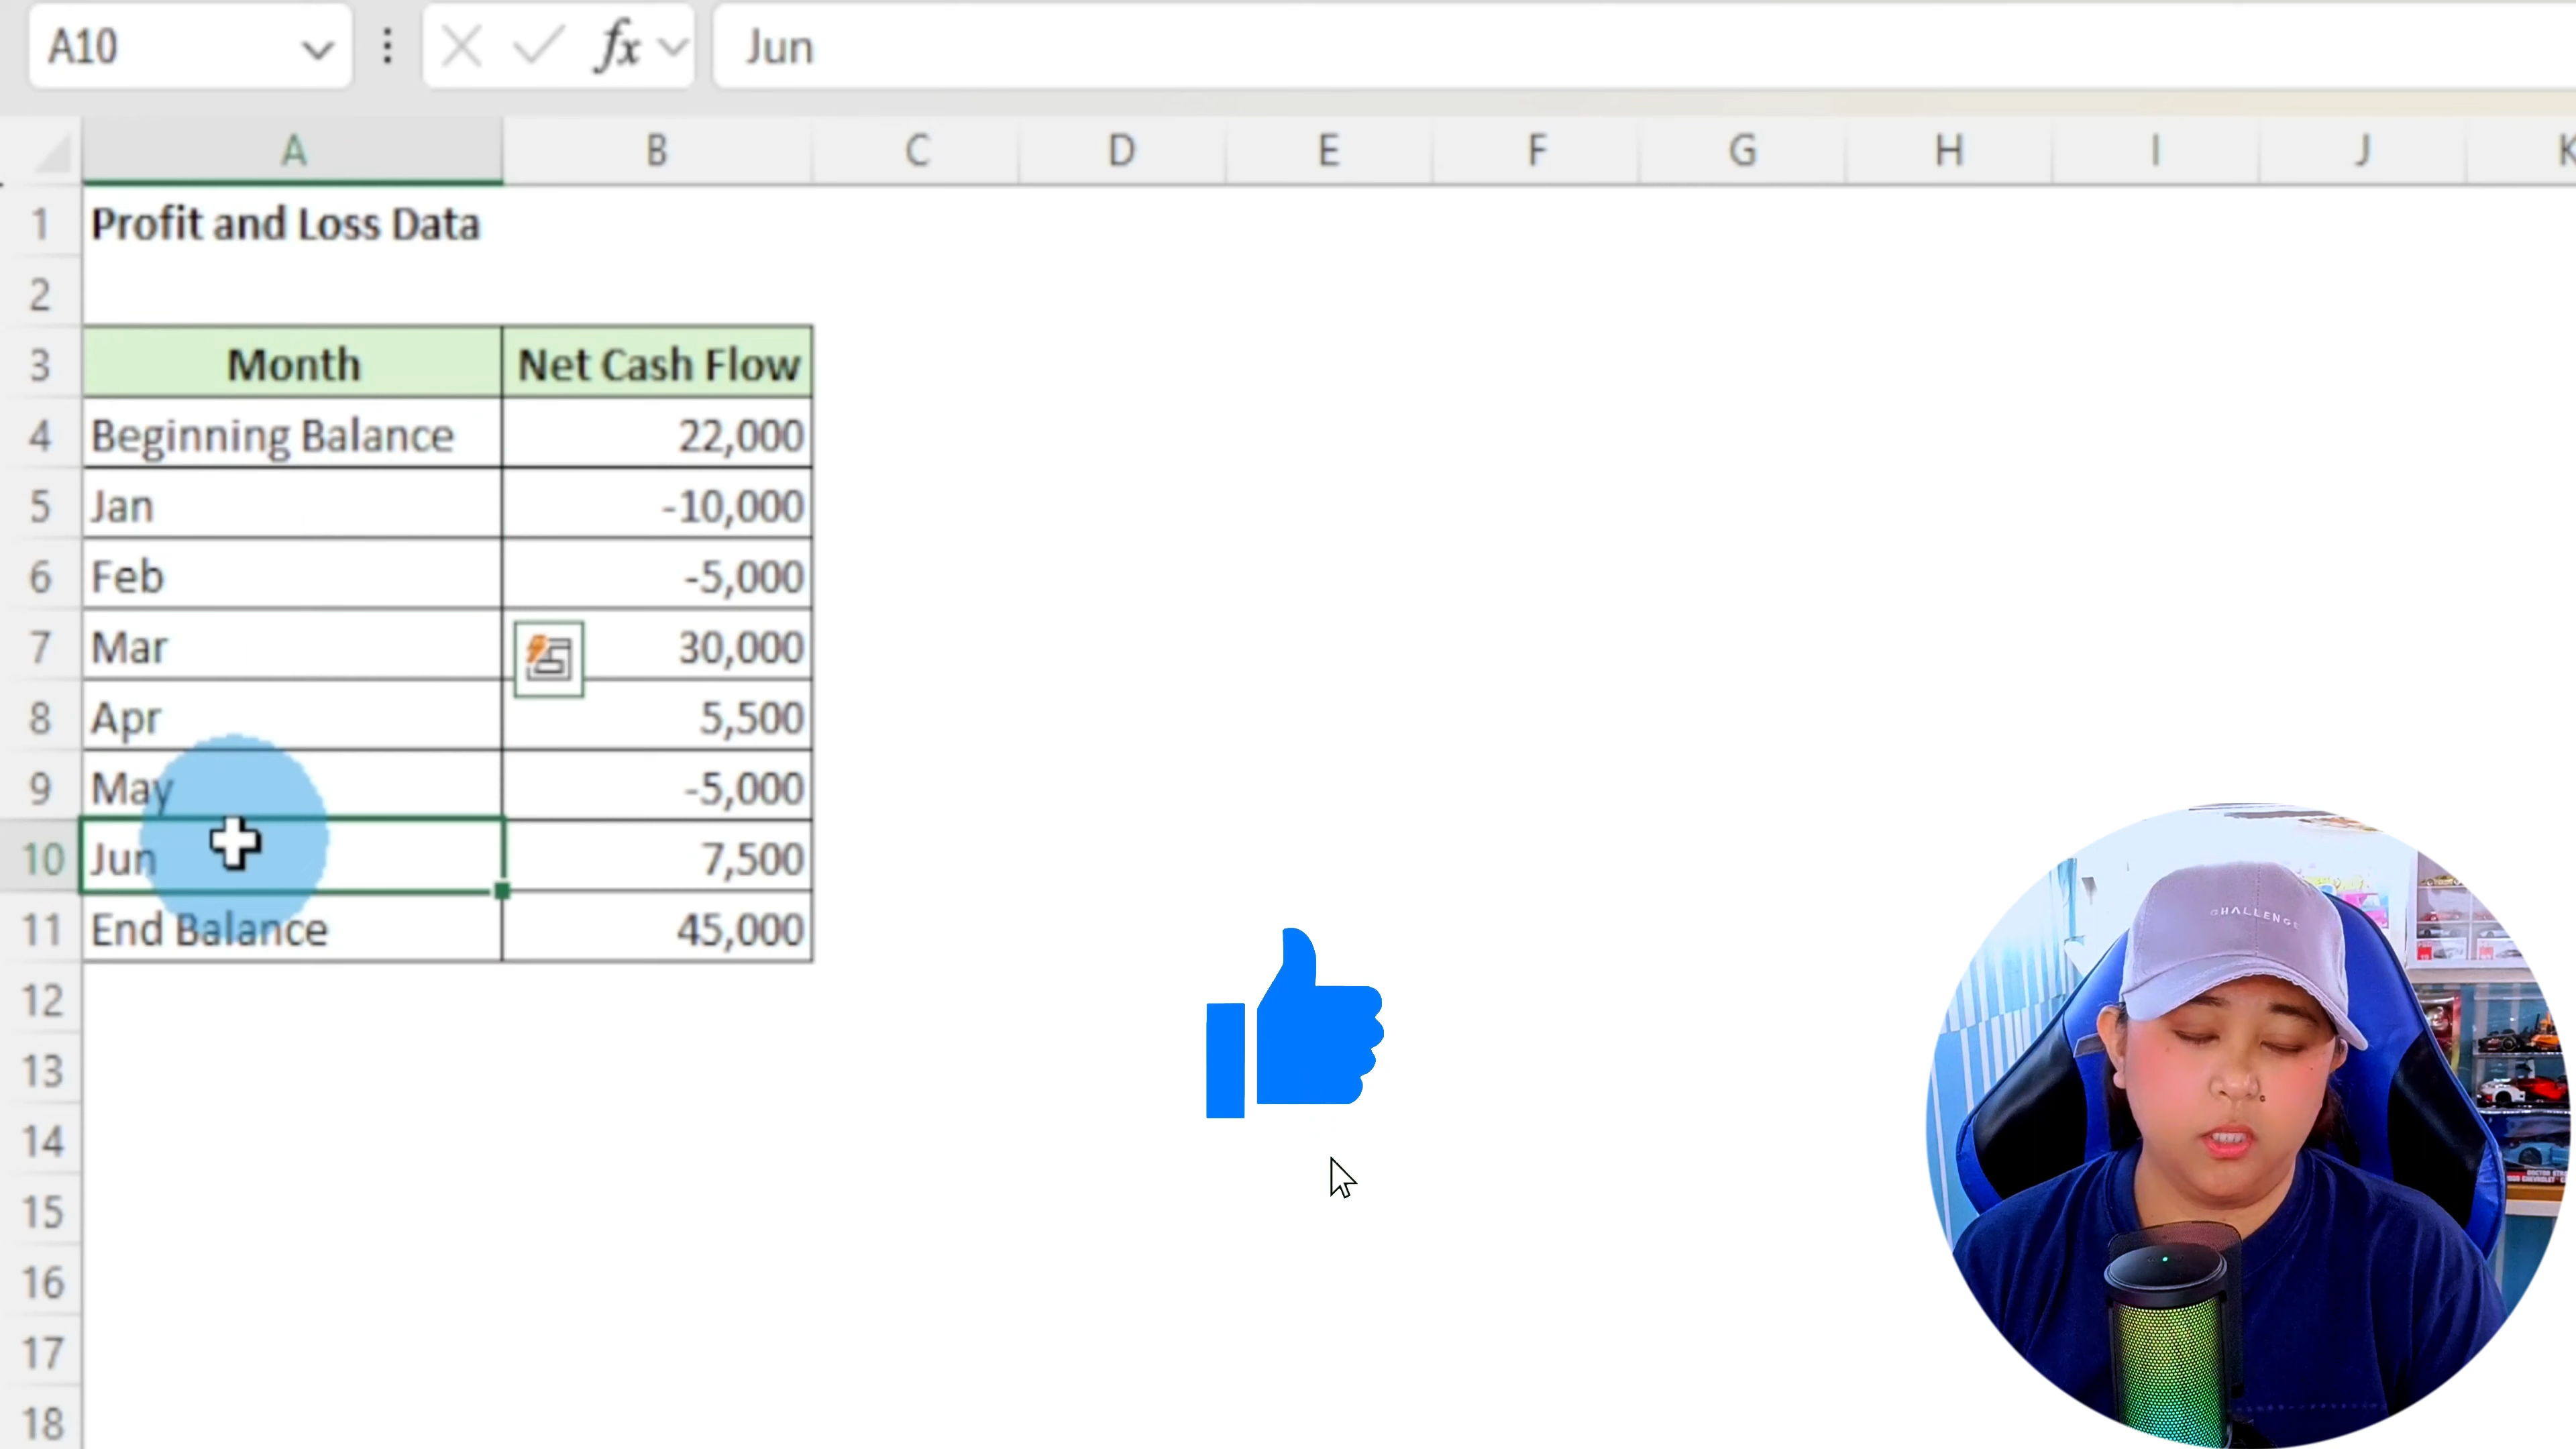 A10 fx Jun
A B C D E F G H I J K
1 Profit and Loss Data
2
3 Month Net Cash Flow
4 Beginning Balance 22,000
5 Jan -10,000
6 Feb -5,000
7 Mar 30,000
8 Apr 5,500
9 May -5,000
10 Jun 7,500
11 End Balance 45,000
12
13
14
15
16
17
18
CHALLENGE